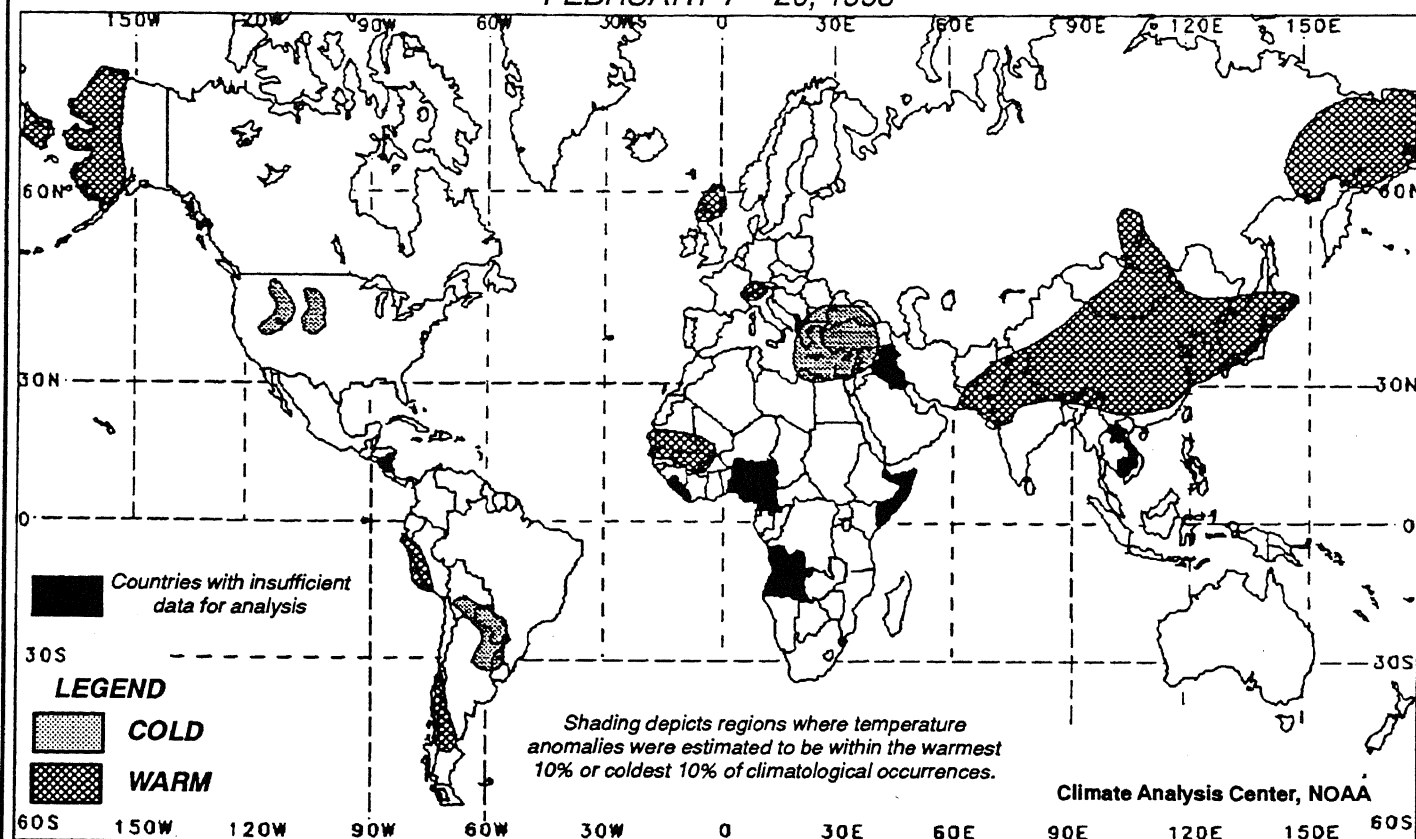 150W 120W 90W 60W 0 30E 60E 90E 120E 150E
60N 60N
30N 30N
0 0
Countries with insufficient
data for analysis
30S 30S
LEGEND
COLD
WARM
Shading depicts regions where temperature
anomalies were estimated to be within the warmest
10% or coldest 10% of climatological occurrences.
Climate Analysis Center, NOAA
60S 150W 120W 90W 60W 30W 0 30E 60E 90E 120E 150E 60S